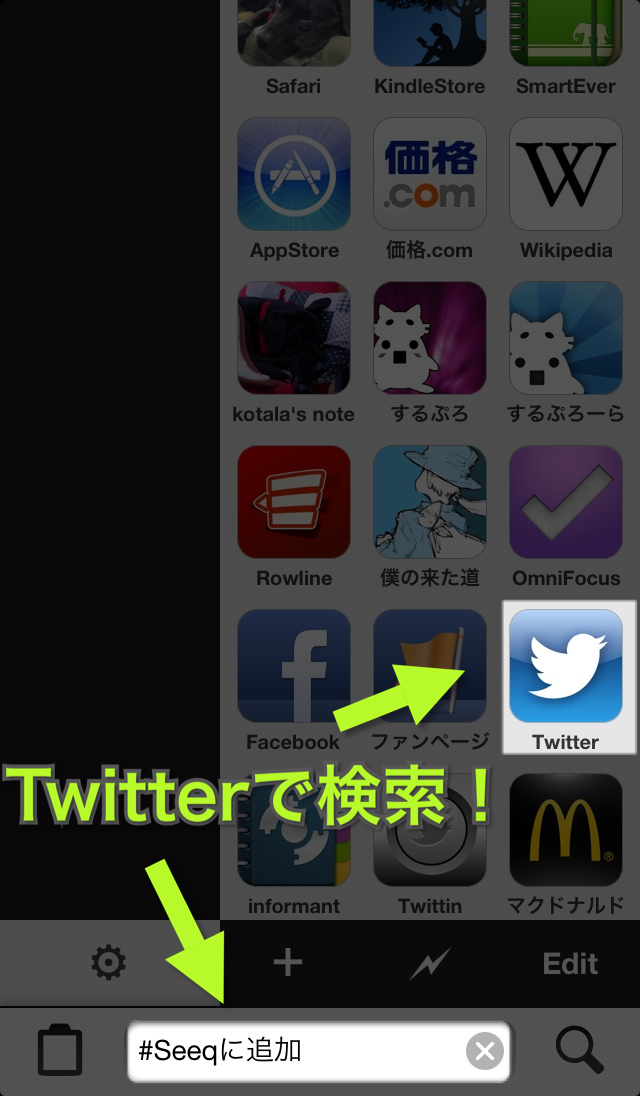 Safari
KindleStore
SmartEver
価格
.com
W
AppStore
価格.com
Wikipedia
kotala's note
するぷろ
するぷろーら
Rowline
僕の来た道
OmniFocus
f
Facebook
ファンページ
Twitter
Twitterで検索！
M®
informant
Twittin
マクドナルド
Edit
#Seeqに追加